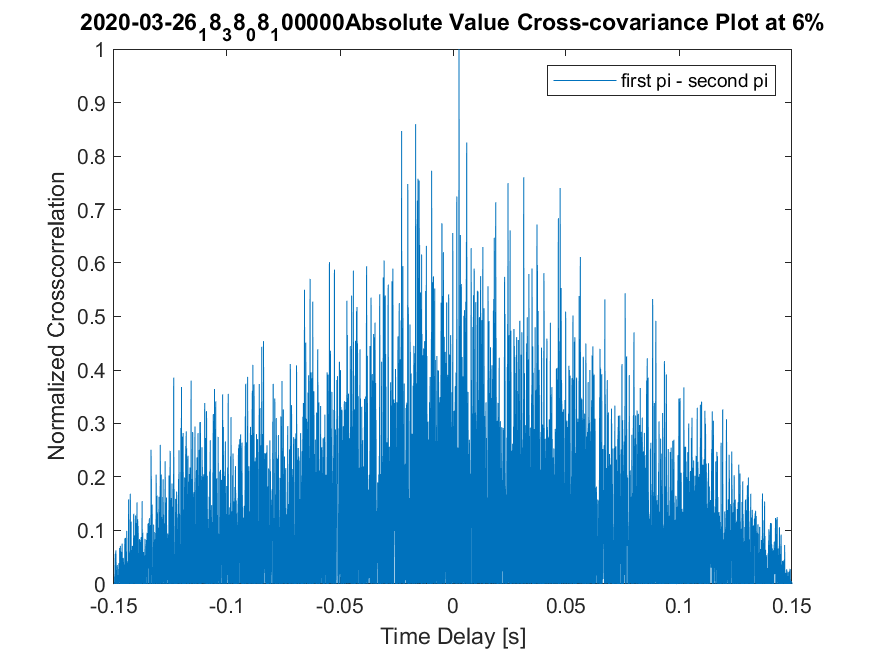 2020-03-26₁8₃8₀8₁00000Absolute Value Cross-covariance Plot at 6%
first pi - second pi
Normalized Crosscorrelation
1
0.9
0.8
0.7
0.6
0.5
0.4
0.3
0.2
0.1
0
-0.15 -0.1 -0.05 0 0.05 0.1 0.15
Time Delay [s]